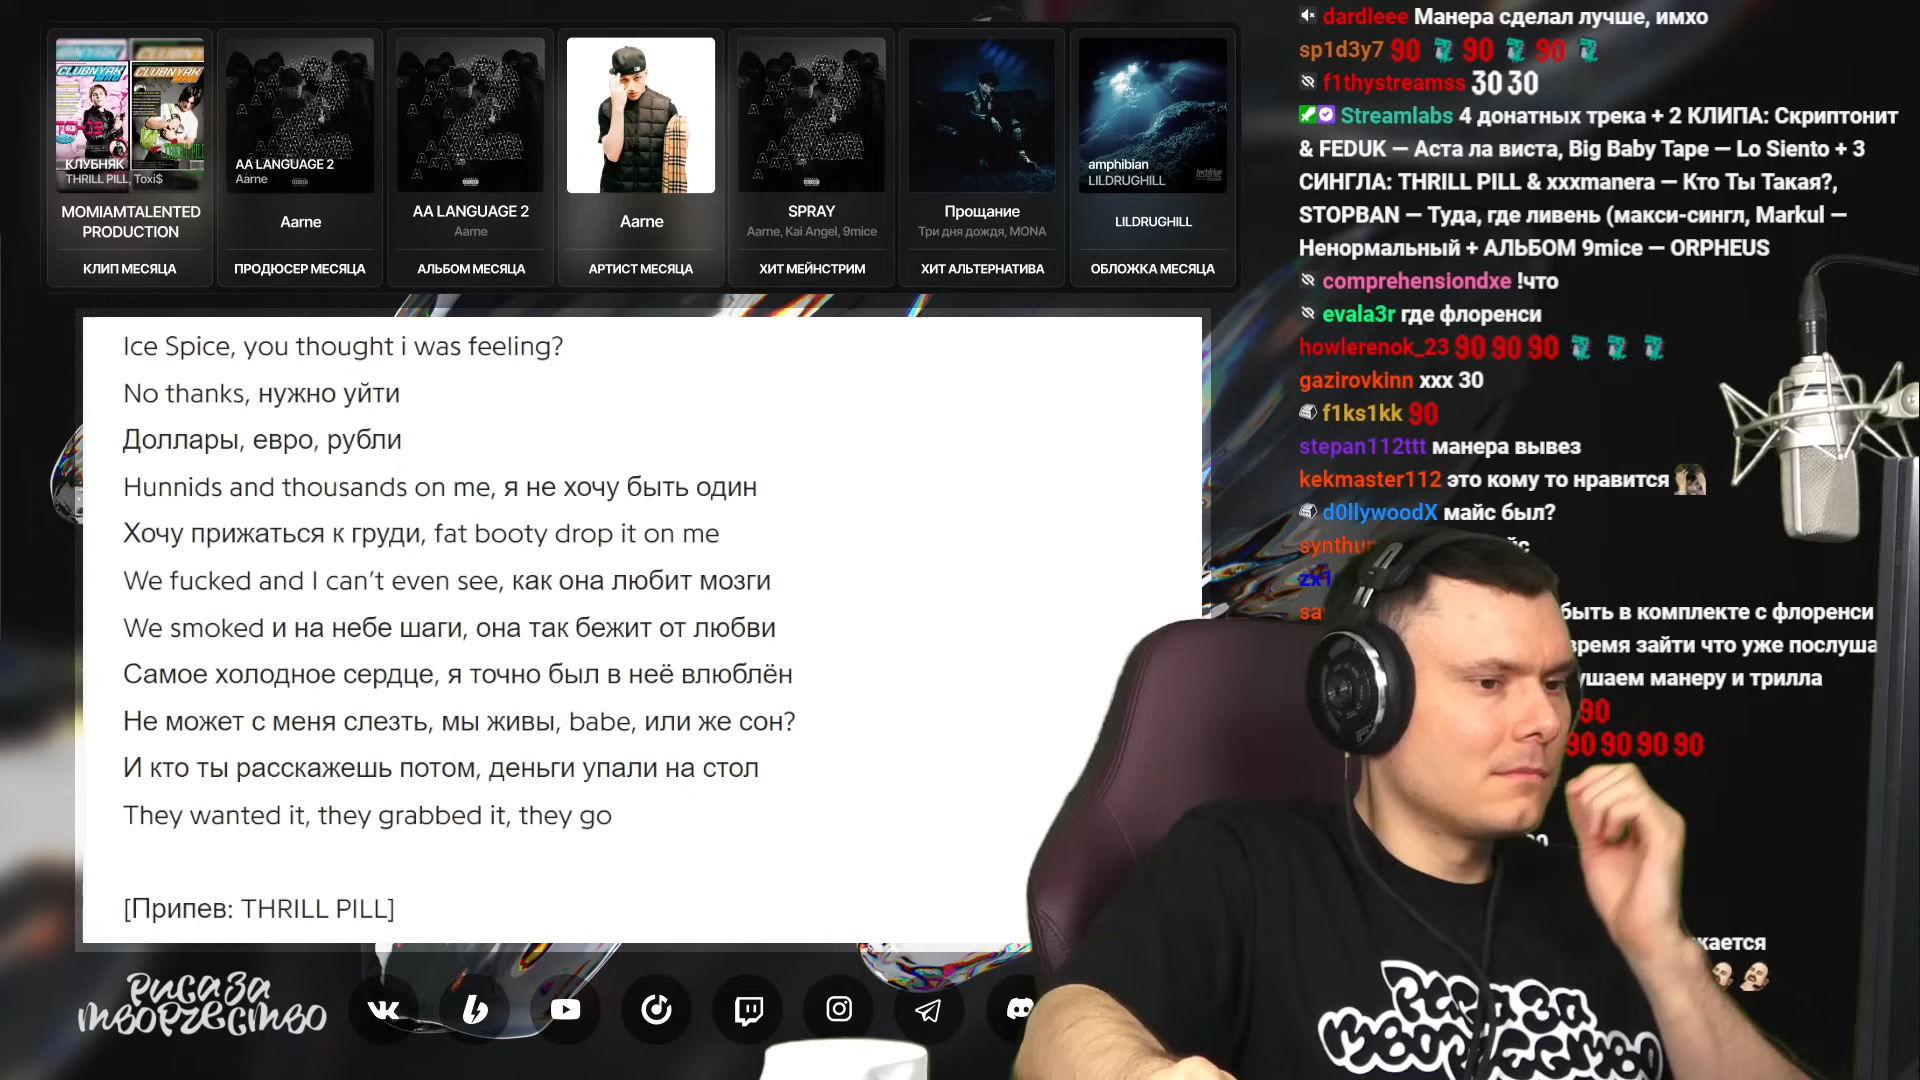 КЛУБНЯК
THRILL PILL, Toxi$
MOMIAMTALENTED
PRODUCTION
КЛИП МЕСЯЦА
AA LANGUAGE 2
Aarne
Aarne
ПРОДЮСЕР МЕСЯЦА
AA LANGUAGE 2
Aarne
АЛЬБОМ МЕСЯЦА
Aarne
АРТИСТ МЕСЯЦА
SPRAY
Aarne, Kai Angel, 9mice
ХИТ МЕЙНСТРИМ
Прощание
Три дня дождя, MONA
ХИТ АЛЬТЕРНАТИВА
amphibian
LILDRUGHILL
LILDRUGHILL
ОБЛОЖКА МЕСЯЦА
Ice Spice, you thought i was feeling?
No thanks, нужно уйти
Доллары, евро, рубли
Hunnids and thousands on me, я не хочу быть один
Хочу прижаться к груди, fat booty drop it on me
We fucked and I can’t even see, как она любит мозги
We smoked и на небе шаги, она так бежит от любви
Самое холодное сердце, я точно был в неё влюблён
Не может с меня слезть, мы живы, babe, или же сон?
И кто ты расскажешь потом, деньги упали на стол
They wanted it, they grabbed it, they go
[Припев: THRILL PILL]
РИСА ЗА
ТВОРЧЕСТВО
dardleee Манера сделал лучше, имхо
sp1d3y7 90 90 90
f1thystreamss 30 30
Streamlabs 4 донатных трека + 2 КЛИПА: Скриптонит
& FEDUK — Аста ла виста, Big Baby Tape — Lo Siento + 3
СИНГЛА: THRILL PILL & xxxmanera — Кто Ты Такая?,
STOPBAN — Туда, где ливень (макси-сингл, Markul —
Ненормальный + АЛЬБОМ 9mice — ORPHEUS
comprehensiondxe !что
evala3r где флоренси
howlerenok_23 90 90 90
gazirovkinn xxx 30
f1ks1kk 90
stepan112ttt манера вывез
kekmaster112 это кому то нравится
d0llywoodX майс был?
zx1
быть в комплекте с флоренси
время зайти что уже послуша
ушаем манеру и трилла
90
90 90 90 90
РИСА ЗА
ТВОРЧЕСТВО